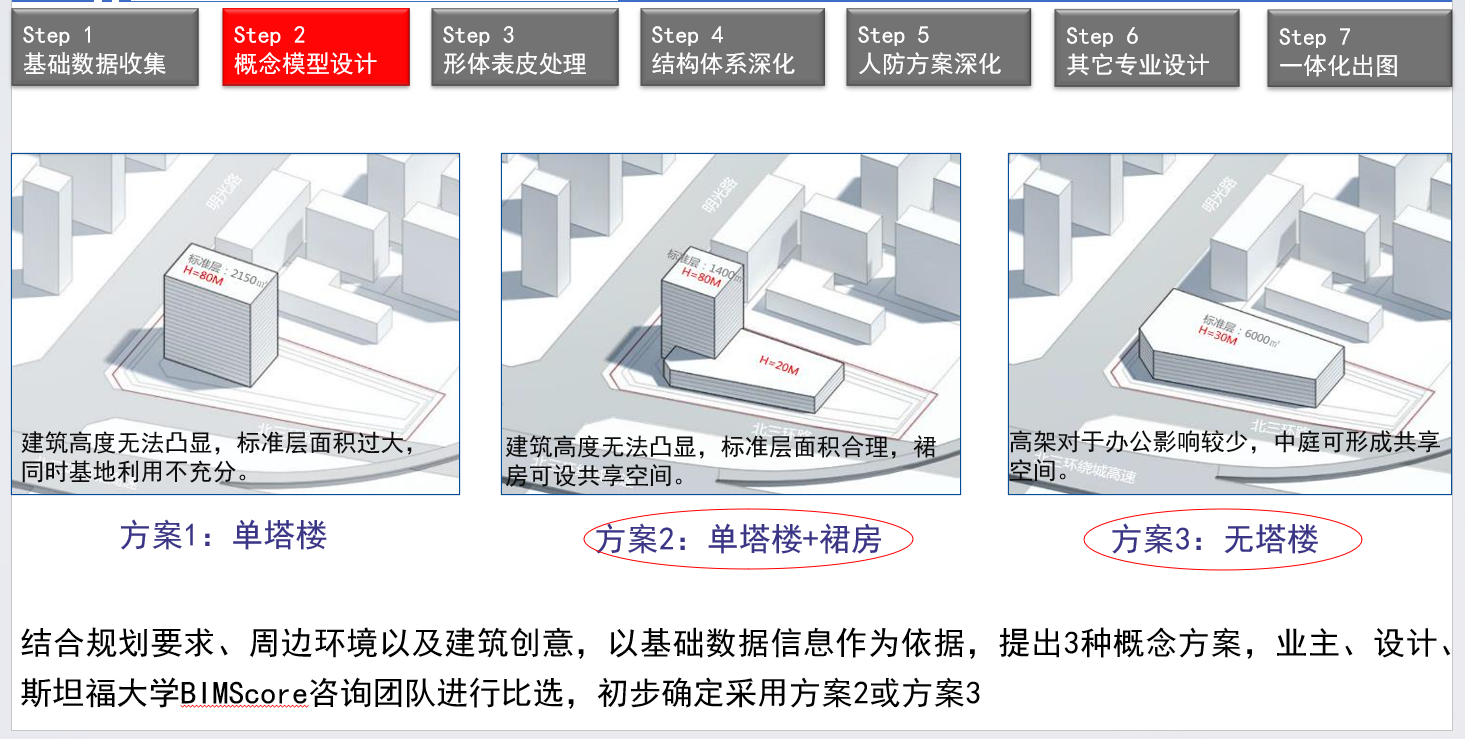 Step 1
基础数据收集
Step 2
概念模型设计
Step 3
形体表皮处理
Step 4
结构体系深化
Step 5
人防方案深化
Step 6
其它专业设计
Step 7
一体化出图
明光路
标准层：2150㎡
H=80M
北三环路
建筑高度无法凸显，标准层面积过大，
同时基地利用不充分。
明光路
标准层：1400㎡
H=80M
H=20M
北三环路
建筑高度无法凸显，标准层面积合理，裙
房可设共享空间。
明光路
标准层：6000㎡
H=30M
北三环路
北三环绕城高速
高架对于办公影响较少，中庭可形成共享
空间。
方案1：单塔楼
方案2：单塔楼+裙房
方案3：无塔楼
结合规划要求、周边环境以及建筑创意，以基础数据信息作为依据，提出3种概念方案，业主、设计、
斯坦福大学BIMScore咨询团队进行比选，初步确定采用方案2或方案3